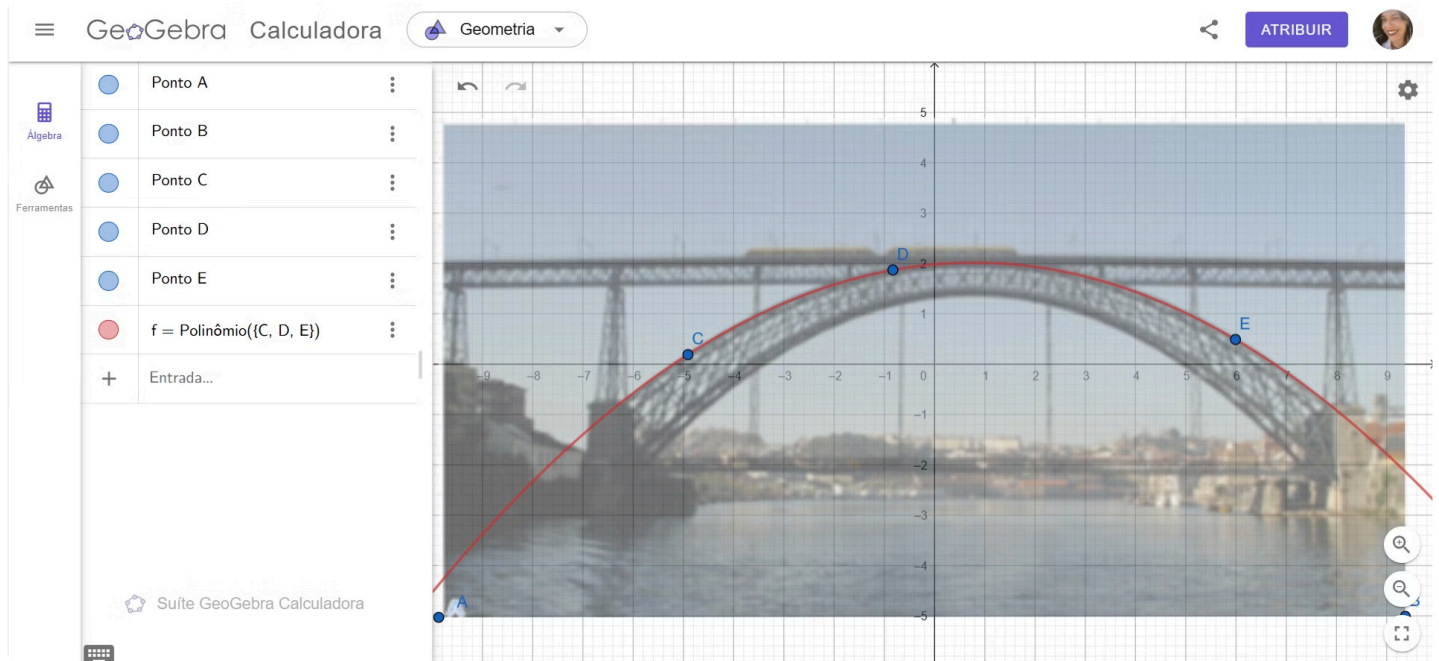 GeoGebra Calculadora
Geometria
ATRIBUIR
Álgebra
Ferramentas
Ponto A
Ponto B
Ponto C
Ponto D
Ponto E
f = Polinômio({C, D, E})
+ Entrada...
Suíte GeoGebra Calculadora
5
4
3
2
1
-9 -8 -7 -6 -5 -4 -3 -2 -1 0 1 2 3 4 5 6 7 8 9
-1
-2
-3
-4
-5
D
C
E
A
B